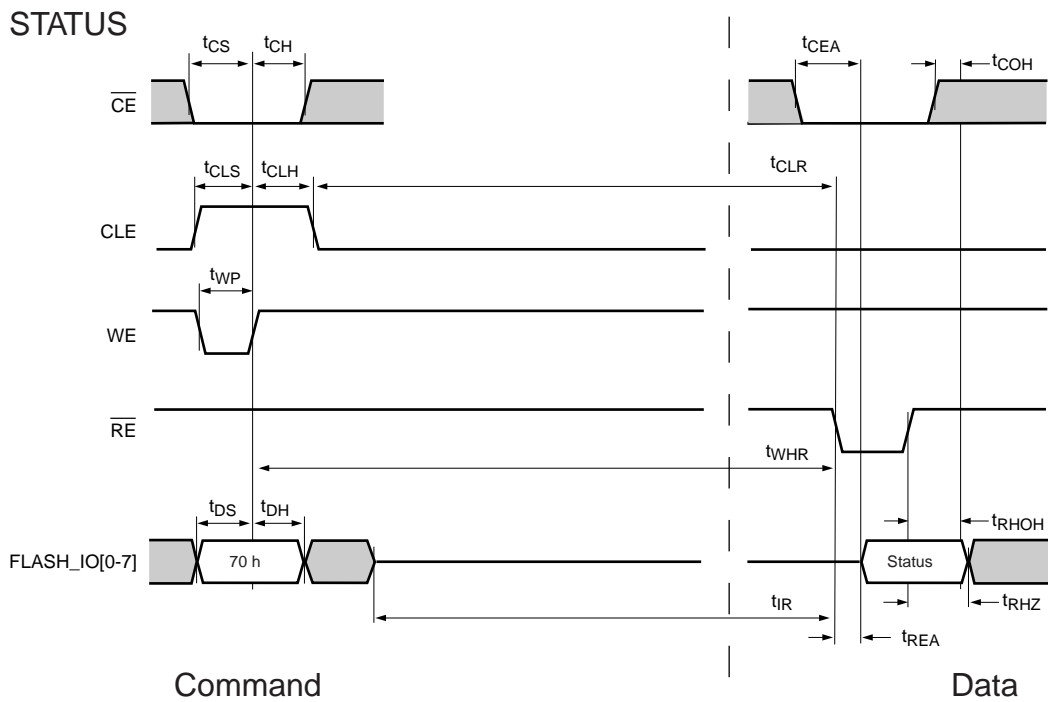 STATUS
tCS
tCH
tCEA
tCOH
CE
tCLS
tCLH
tCLR
CLE
tWP
WE
RE
tWHR
tDS
tDH
tRHOH
FLASH_IO[0-7]
70 h
Status
tIR
tRHZ
tREA
Command
Data